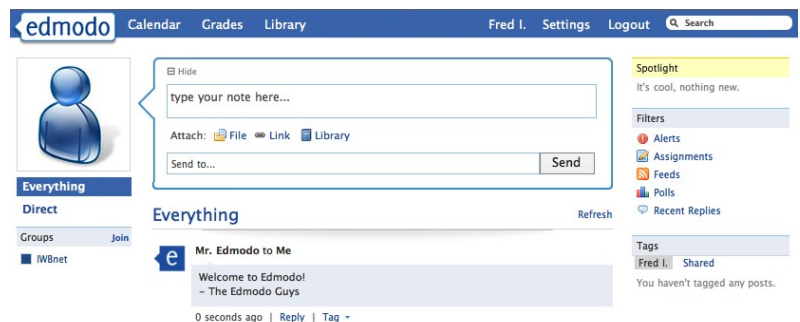 edmodo Calendar Grades Library Fred I. Settings Logout Search
Hide
type your note here...
Attach: File Link Library
Send to... Send
Everything
Direct
Groups Join
IWBnet
Everything Refresh
e
Mr. Edmodo to Me
Welcome to Edmodo!
– The Edmodo Guys
0 seconds ago | Reply | Tag
Spotlight
It's cool, nothing new.
Filters
Alerts
Assignments
Feeds
Polls
Recent Replies
Tags
Fred I. Shared
You haven't tagged any posts.